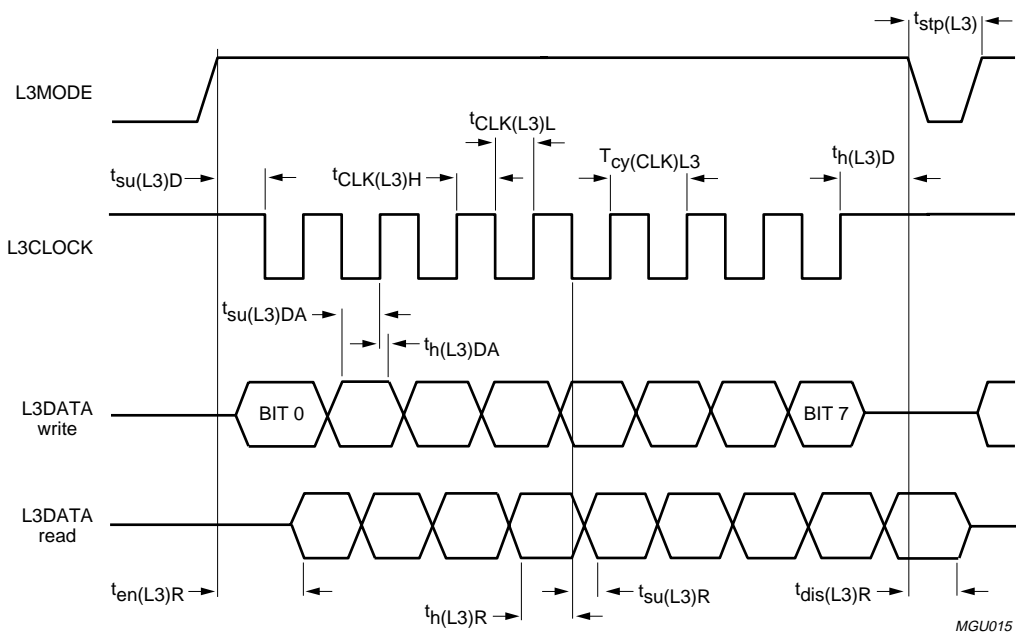 tstp(L3)
L3MODE
tCLK(L3)L
tsu(L3)D
tCLK(L3)H
Tcy(CLK)L3
th(L3)D
L3CLOCK
tsu(L3)DA
th(L3)DA
L3DATA
write
BIT 0
BIT 7
L3DATA
read
ten(L3)R
th(L3)R
tsu(L3)R
tdis(L3)R
MGU015